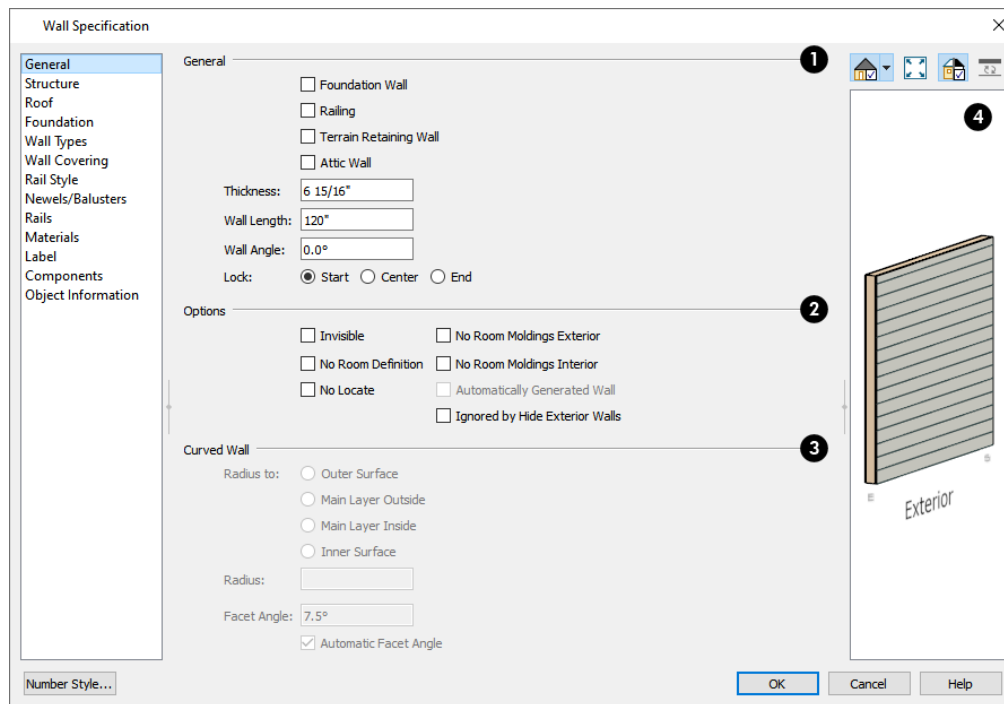 Wall Specification
General
Structure
Roof
Foundation
Wall Types
Wall Covering
Rail Style
Newels/Balusters
Rails
Materials
Label
Components
Object Information
General 1
Foundation Wall
Railing
Terrain Retaining Wall
Attic Wall
Thickness: 6 15/16"
Wall Length: 120"
Wall Angle: 0.0°
Lock: Start Center End
Options 2
Invisible No Room Moldings Exterior
No Room Definition No Room Moldings Interior
No Locate Automatically Generated Wall
Ignored by Hide Exterior Walls
Curved Wall 3
Radius to: Outer Surface
Main Layer Outside
Main Layer Inside
Inner Surface
Radius:
Facet Angle: 7.5°
Automatic Facet Angle
4
Exterior
Number Style... OK Cancel Help